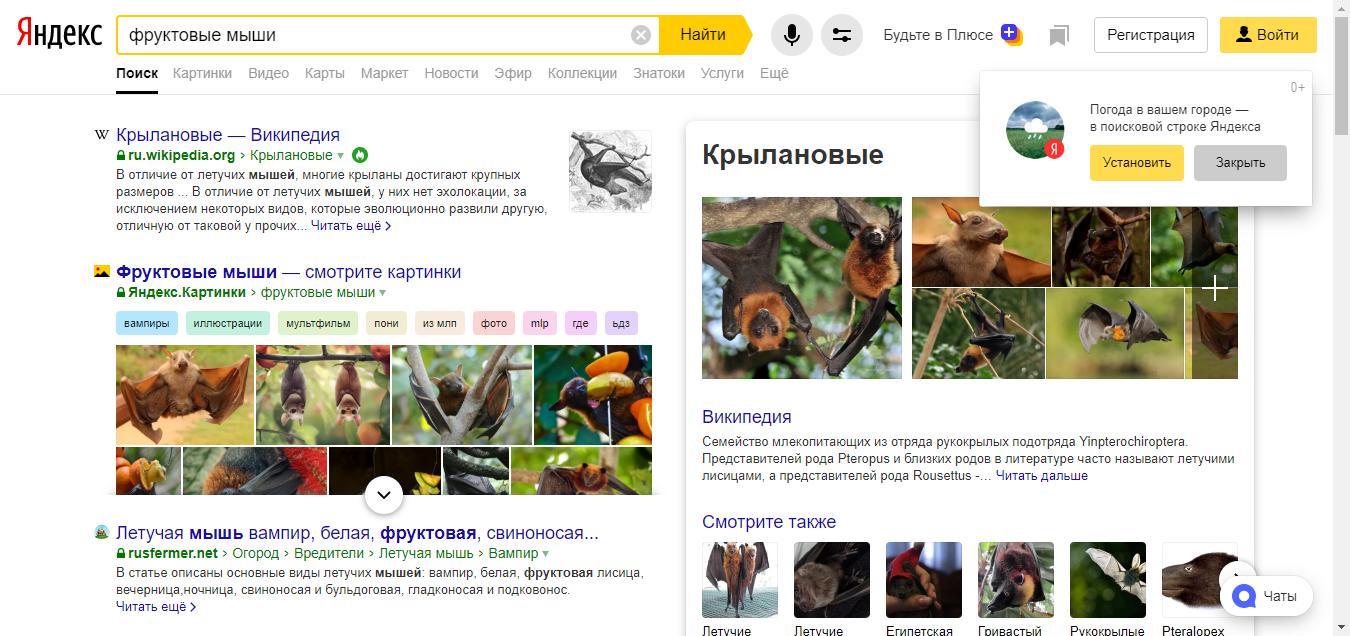 Яндекс
фруктовые мыши
Найти
Будьте в Плюсе
Регистрация
Войти
Поиск Картинки Видео Карты Маркет Новости Эфир Коллекции Знатоки Услуги Ещё
0+
Погода в вашем городе —
в поисковой строке Яндекса
Я
Установить Закрыть
W Крылановые — Википедия
ru.wikipedia.org › Крылановые
В отличие от летучих мышей, многие крыланы достигают крупных
размеров ... В отличие от летучих мышей, у них нет эхолокации, за
исключением некоторых видов, которые эволюционно развили другую,
отличную от таковой у прочих... Читать ещё
Фруктовые мыши — смотрите картинки
Яндекс.Картинки › фруктовые мыши
вампиры иллюстрации мультфильм пони из млп фото mlp где ьдз
Летучая мышь вампир, белая, фруктовая, свиноносая...
rusfermer.net › Огород › Вредители › Летучая мышь › Вампир
В статье описаны основные виды летучих мышей: вампир, белая, фруктовая лисица,
вечерница,ночница, свиноносая и бульдоговая, гладконосая и подковонос.
Читать ещё
Крылановые
Википедия
Семейство млекопитающих из отряда рукокрылых подотряда Yinpterochiroptera.
Представителей рода Pteropus и близких родов в литературе часто называют летучими
лисицами, а представителей рода Rousettus -... Читать дальше
Смотрите также
Летучие Летучие Египетская Гривастый Рукокрылые Pteralopex
Чаты